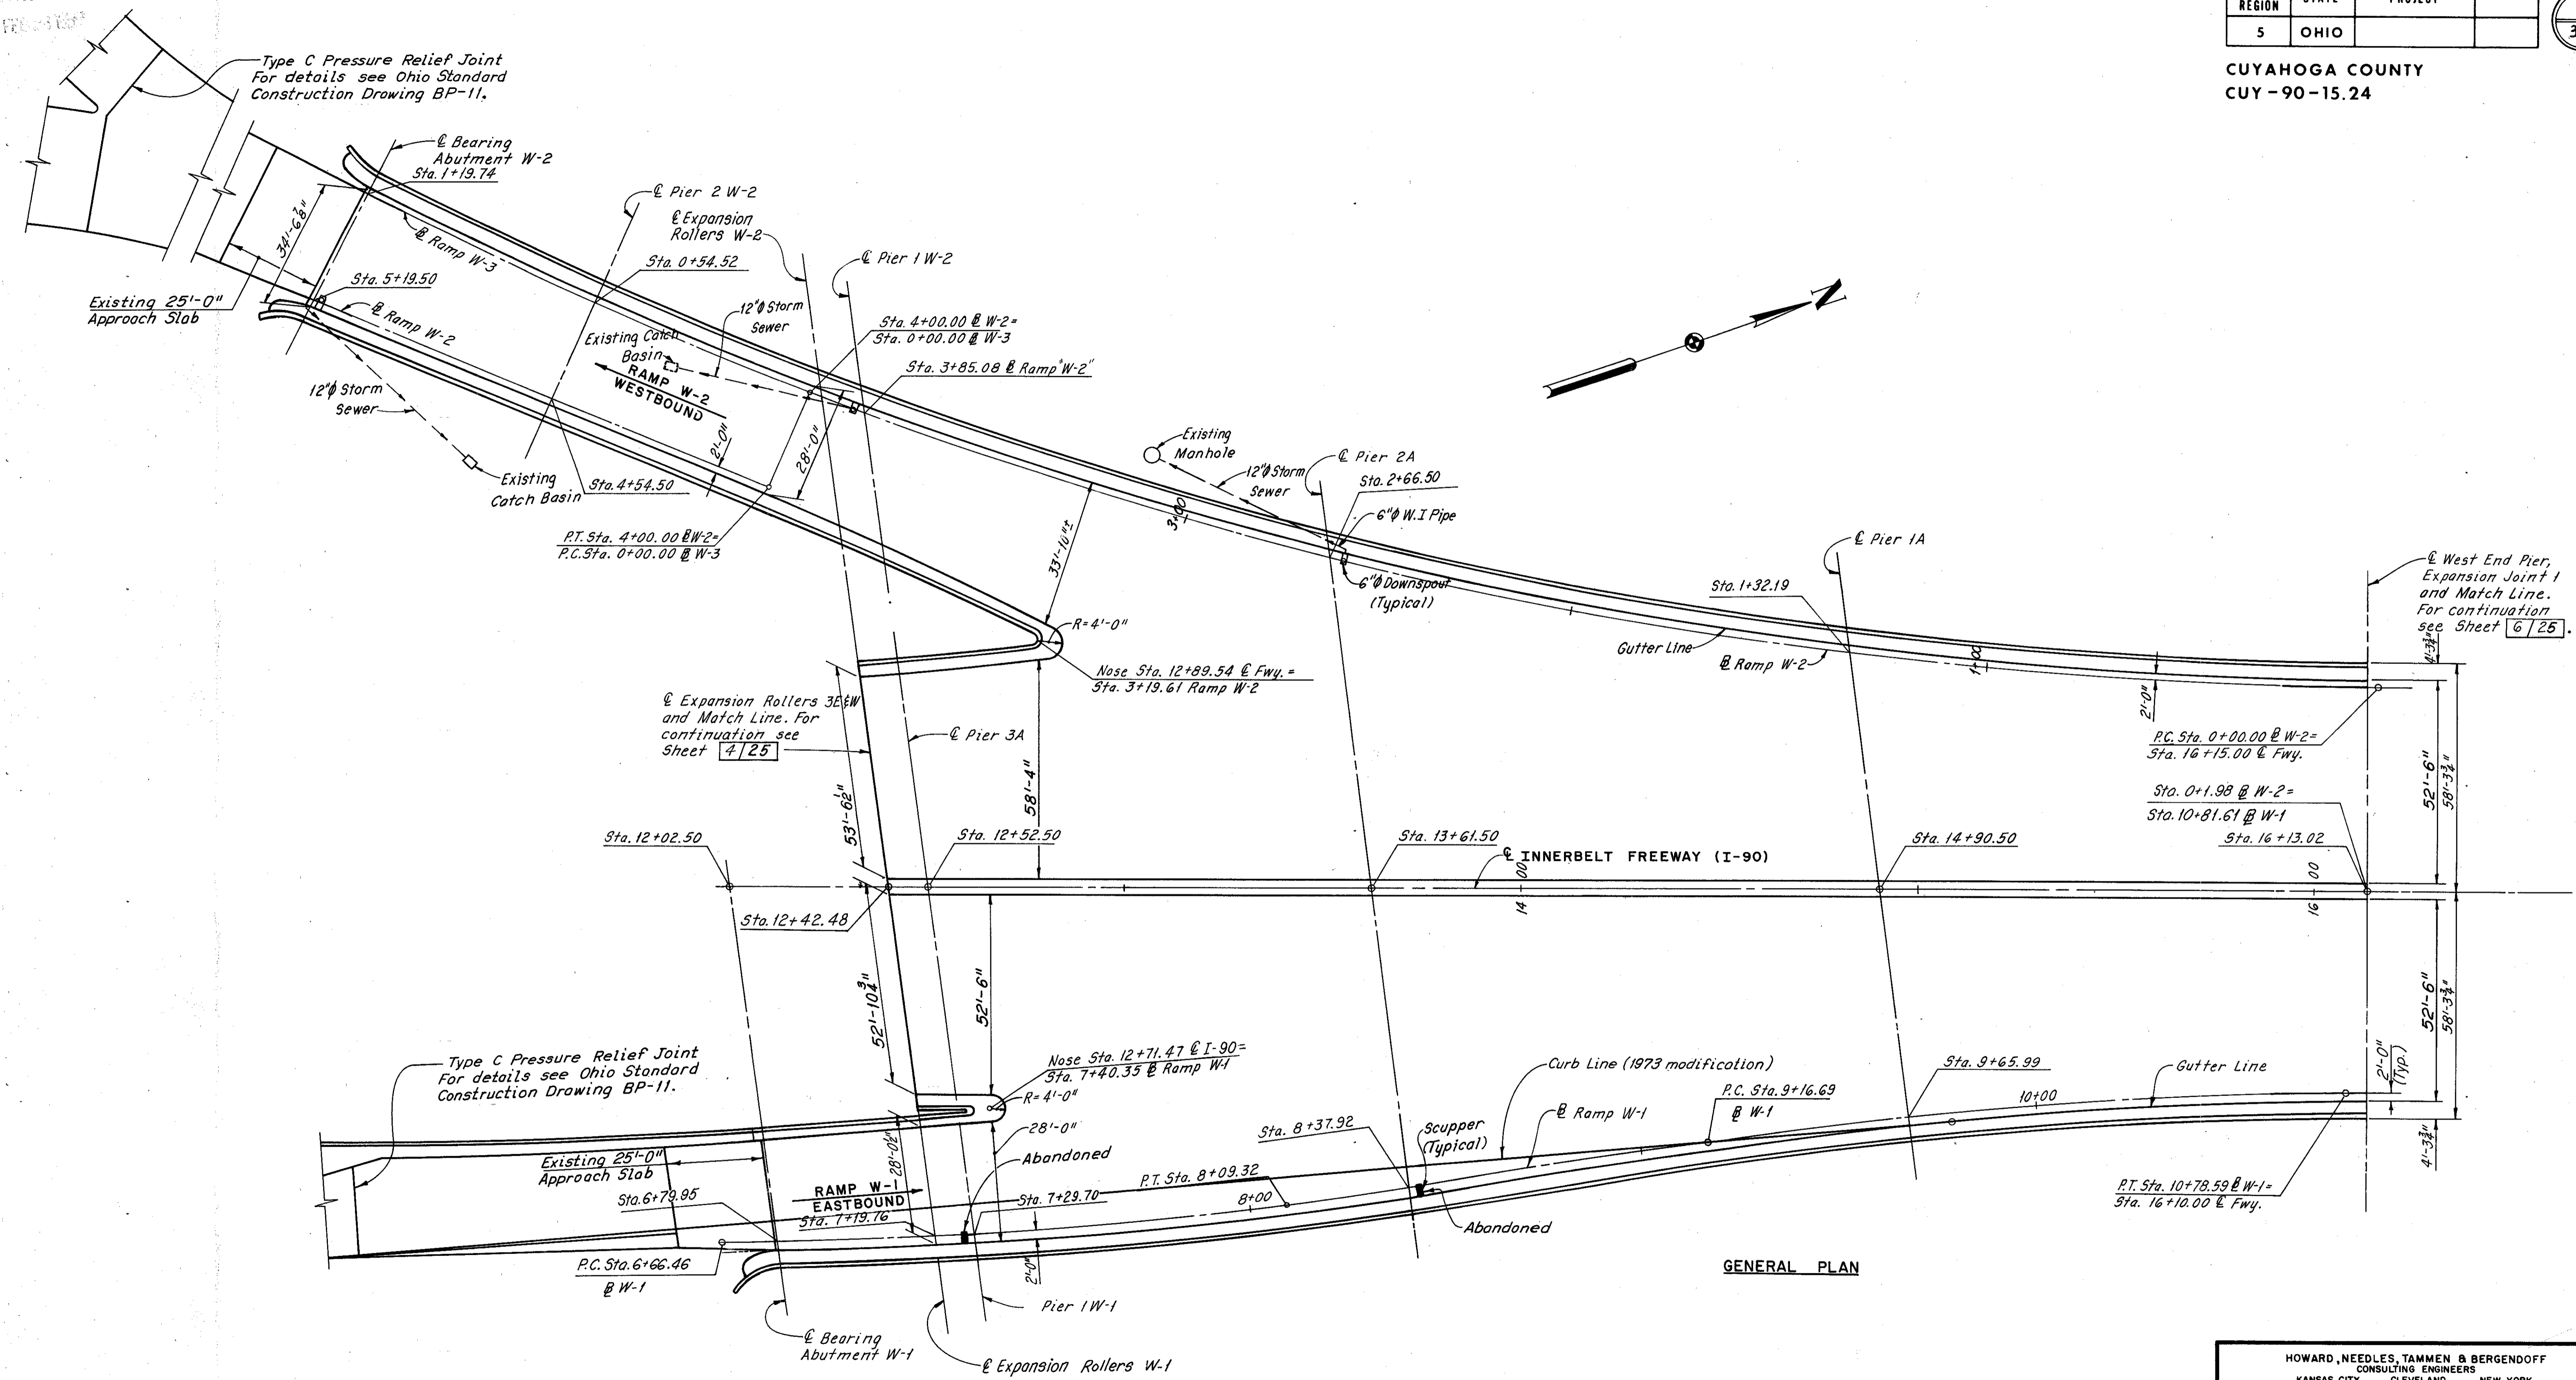 REGION
5 OHIO
CUYAHOGA COUNTY
CUY-90-15.24
Type C Pressure Relief Joint
For details see Ohio Standard
Construction Drawing BP-11.
℄ Bearing
Abutment W-2
Sta. 1+19.74
℄ Pier 2 W-2
℄ Expansion
Rollers W-2
℄ Pier 1 W-2
34'-6⅞"
℄ Ramp W-3
Sta. 0+54.52
Sta. 5+19.50
Existing 25'-0"
Approach Slab
℄ Ramp W-2
12"ϕ Storm
Sewer
Existing Catch
Basin
RAMP W-2
WESTBOUND
Sta. 4+00.00 ℄ W-2=
Sta. 0+00.00 ℄ W-3
Sta. 3+85.08 ℄ Ramp "W-2"
12"ϕ Storm
Sewer
2'-0"
28'-0"
Existing
Catch Basin
Sta. 4+54.50
P.T. Sta. 4+00.00 ℄ W-2=
P.C. Sta. 0+00.00 ℄ W-3
N
Existing
Manhole
12"ϕ Storm
Sewer
℄ Pier 2A
Sta. 2+66.50
6"ϕ W.I Pipe
3+00
33'-10"±
6"ϕ Downspout
(Typical)
℄ Pier 1A
Sta. 1+32.19
Gutter Line
℄ Ramp W-2
1+00
℄ West End Pier,
Expansion Joint 1
and Match Line.
For continuation
see Sheet 6/25.
4'-3¾"
2'-0"
R=4'-0"
Nose Sta. 12+89.54 ℄ Fwy. =
Sta. 3+19.61 Ramp W-2
℄ Expansion Rollers 3E&W
and Match Line. For
continuation see
Sheet 4/25
℄ Pier 3A
P.C. Sta. 0+00.00 ℄ W-2=
Sta. 16+15.00 ℄ Fwy.
52'-6"
58'-3¾"
53'-6½"
58'-4"
Sta. 0+1.98 ℄ W-2=
Sta. 10+81.61 ℄ W-1
Sta. 16+13.02
Sta. 12+02.50
Sta. 12+52.50
Sta. 13+61.50
℄ INNERBELT FREEWAY (I-90)
Sta. 14+90.50
14 00
16 00
Sta. 12+42.48
52'-10¾"
52'-6"
52'-6"
58'-3¾"
Type C Pressure Relief Joint
For details see Ohio Standard
Construction Drawing BP-11.
Nose Sta. 12+71.47 ℄ I-90=
Sta. 7+40.35 ℄ Ramp W-1
R=4'-0"
Curb Line (1973 modification)
P.C. Sta. 9+16.69
℄ W-1
Sta. 9+65.99
Gutter Line
2'-0"
(Typ.)
10+00
℄ Ramp W-1
Sta. 8+37.92
Scupper
(Typical)
28'-0"
Abandoned
28'-0½"
Existing 25'-0"
Approach Slab
Sta. 6+79.95
RAMP W-1
EASTBOUND
Sta. 7+19.76
Sta. 7+29.70
P.T. Sta. 8+09.32
8+00
4'-3¾"
P.T. Sta. 10+78.59 ℄ W-1=
Sta. 16+10.00 ℄ Fwy.
Abandoned
P.C. Sta. 6+66.46
℄ W-1
2'-0"
Pier 1W-1
℄ Bearing
Abutment W-1
℄ Expansion Rollers W-1
GENERAL PLAN
HOWARD, NEEDLES, TAMMEN & BERGENDOFF
CONSULTING ENGINEERS
KANSAS CITY CLEVELAND NEW YORK